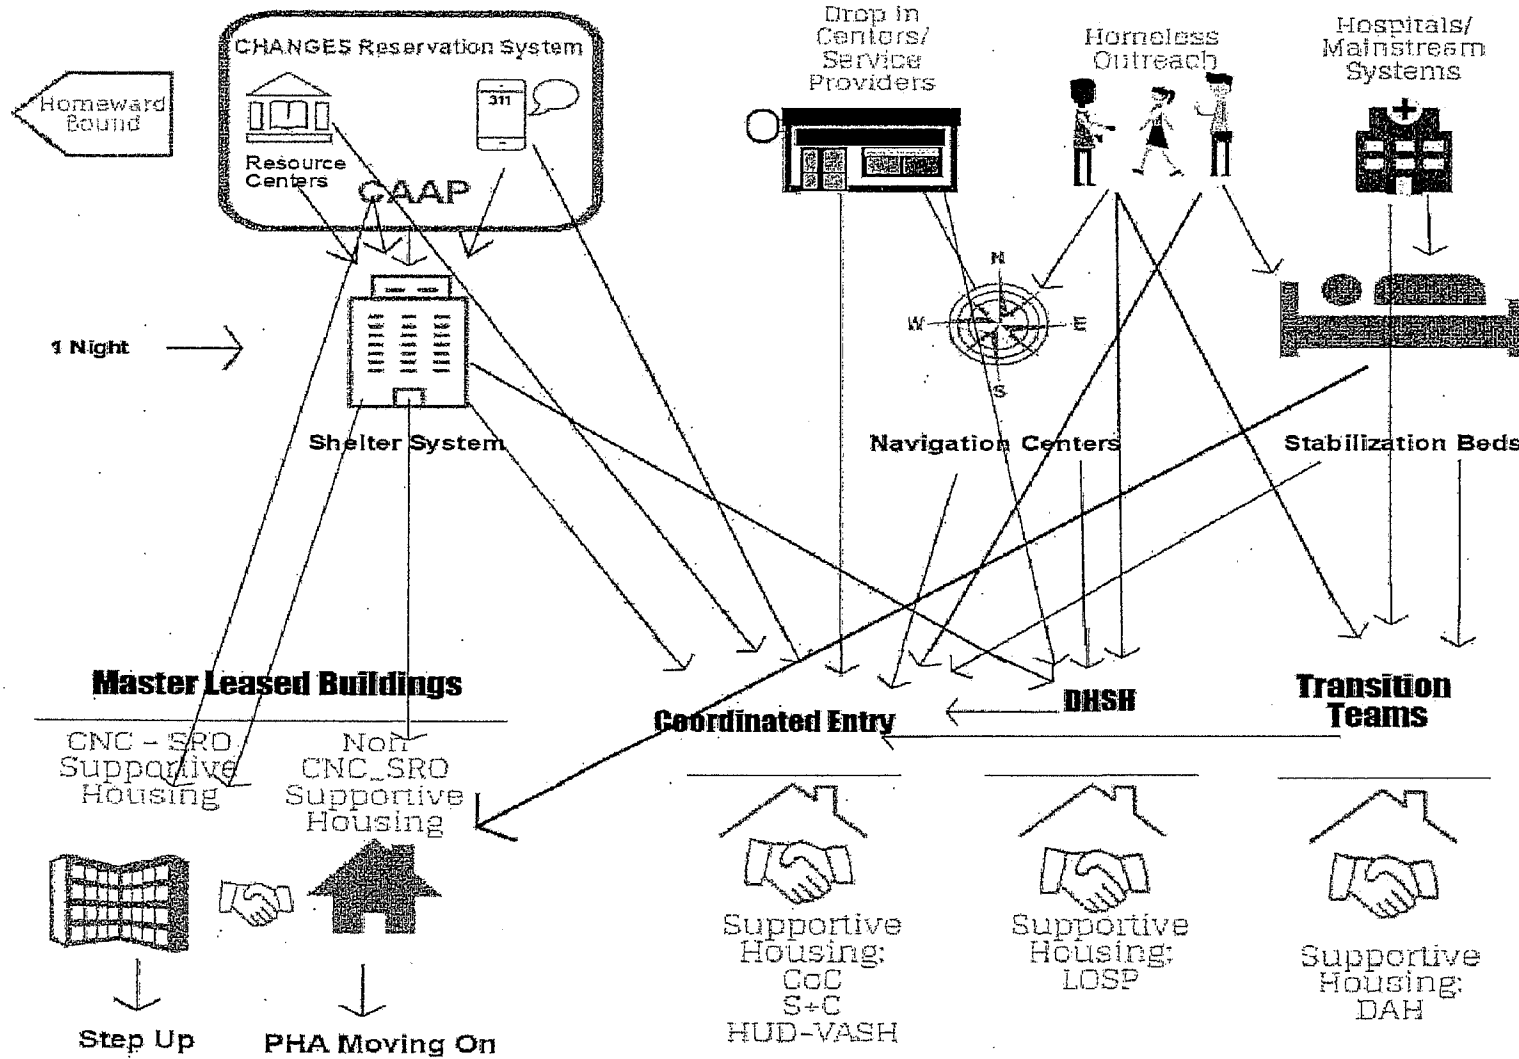 CHANGES Reservation System
311
Resource
Centers
CAAP
Homeward
Bound
Drop in
Centers/
Service
Providers
Homeless
Outreach
Hospitals/
Mainstream
Systems
N
W
E
S
1 Night
Shelter System
Navigation Centers
Stabilization Beds
Master Leased Buildings
Coordinated Entry
DHSH
Transition
Teams
CNC - SRO
Supportive
Housing
Non
CNC_SRO
Supportive
Housing
Step Up
PHA Moving On
Supportive
Housing:
CoC
S+C
HUD-VASH
Supportive
Housing:
LOSP
Supportive
Housing:
DAH